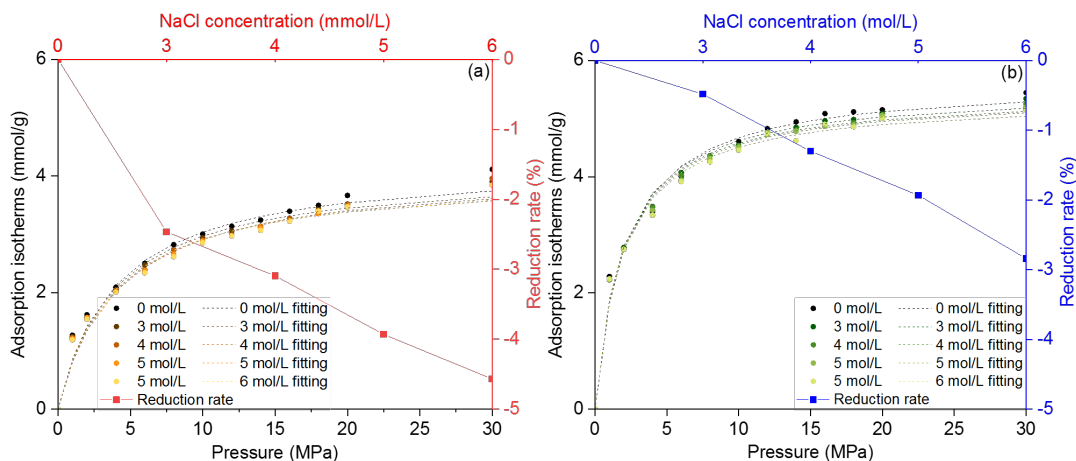 NaCl concentration (mmol/L)
0 3 4 5 6
(a)
Adsorption isotherms (mmol/g)
6
4
2
0
0
-1
-2
-3
-4
-5
Reduction rate (%)
0 mol/L 0 mol/L fitting
3 mol/L 3 mol/L fitting
4 mol/L 4 mol/L fitting
5 mol/L 5 mol/L fitting
5 mol/L 6 mol/L fitting
Reduction rate
0 5 10 15 20 25 30
Pressure (MPa)
NaCl concentration (mol/L)
0 3 4 5 6
(b)
Adsorption isotherms (mmol/g)
6
4
2
0
0
-1
-2
-3
-4
-5
Reduction rate (%)
0 mol/L 0 mol/L fitting
3 mol/L 3 mol/L fitting
4 mol/L 4 mol/L fitting
5 mol/L 5 mol/L fitting
5 mol/L 6 mol/L fitting
Reduction rate
0 5 10 15 20 25 30
Pressure (MPa)